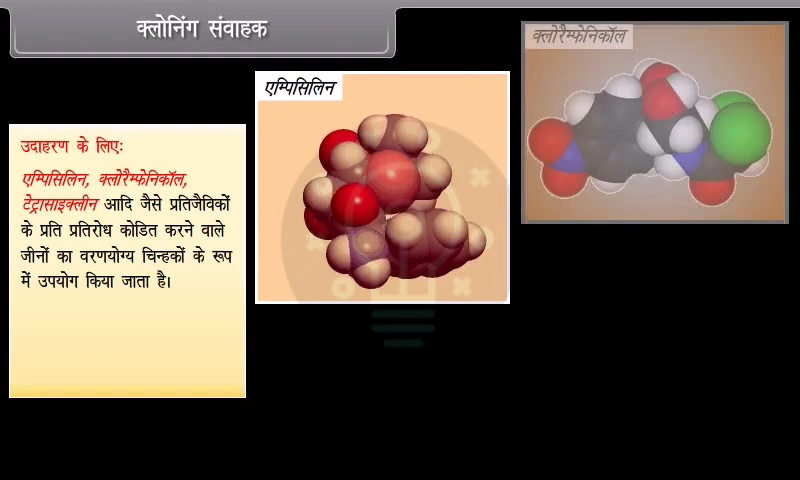 क्लोनिंग संवाहक
क्लोरैम्फेनिकॉल
एम्पिसिलिन
उदाहरण के लिए:
एम्पिसिलिन, क्लोरैम्फेनिकॉल,
टेट्रासाइक्लीन आदि जैसे प्रतिजैविकों
के प्रति प्रतिरोध कोडित करने वाले
जीनों का वरणयोग्य चिन्हकों के रूप
में उपयोग किया जाता है।